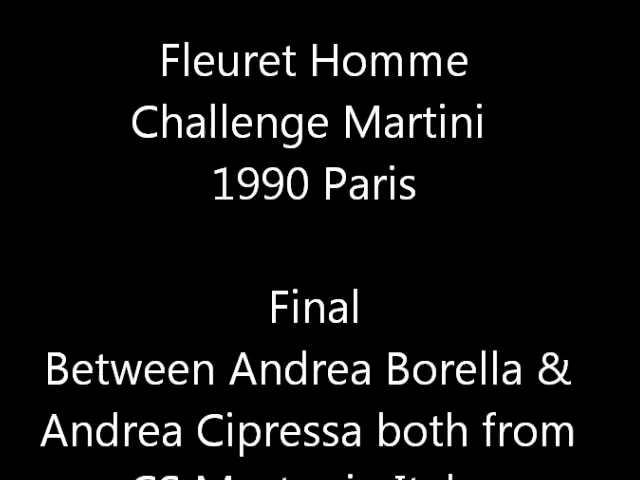 Fleuret Homme
Challenge Martini
1990 Paris
Final
Between Andrea Borella &
Andrea Cipressa both from